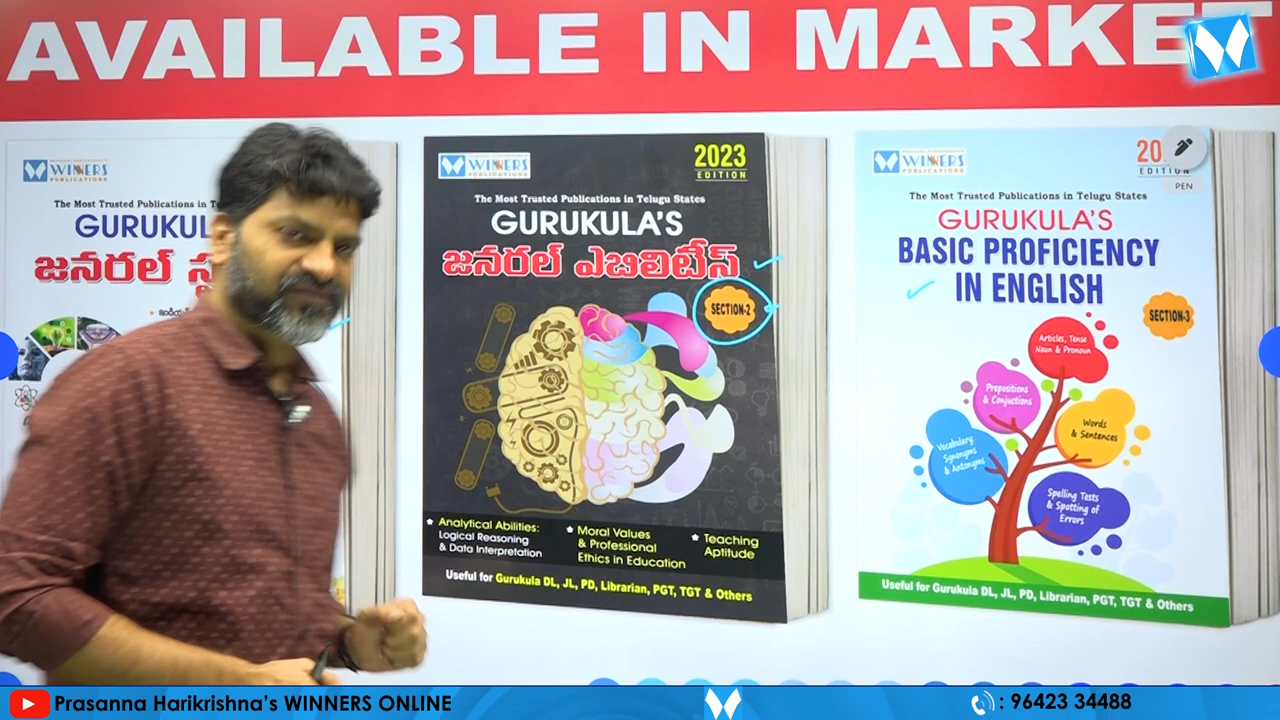 AVAILABLE IN MARKET
WINNERS
PUBLICATIONS
The Most Trusted Publications in
GURUKUL
జనరల్
WINNERS
PUBLICATIONS
2023
EDITION
The Most Trusted Publications in Telugu States
GURUKULA'S
జనరల్ ఎబిలిటీస్
SECTION-2
Analytical Abilities:
Logical Reasoning
& Data Interpretation
Moral Values
& Professional
Ethics in Education
Teaching
Aptitude
Useful for Gurukula DL, JL, PD, Librarian, PGT, TGT & Others
WINNERS
PUBLICATIONS
20
EDITION
PEN
The Most Trusted Publications in Telugu States
GURUKULA'S
BASIC PROFICIENCY
IN ENGLISH
SECTION-3
Articles, Tense
Noun & Pronoun
Prepositions
& Conjuctions
Words
& Sentences
Vocabulary,
Synonyms
& Antonyms
Spelling Tests
& Spotting of
Errors
Useful for Gurukula DL, JL, PD, Librarian, PGT, TGT & Others
Prasanna Harikrishna's WINNERS ONLINE
: 96423 34488